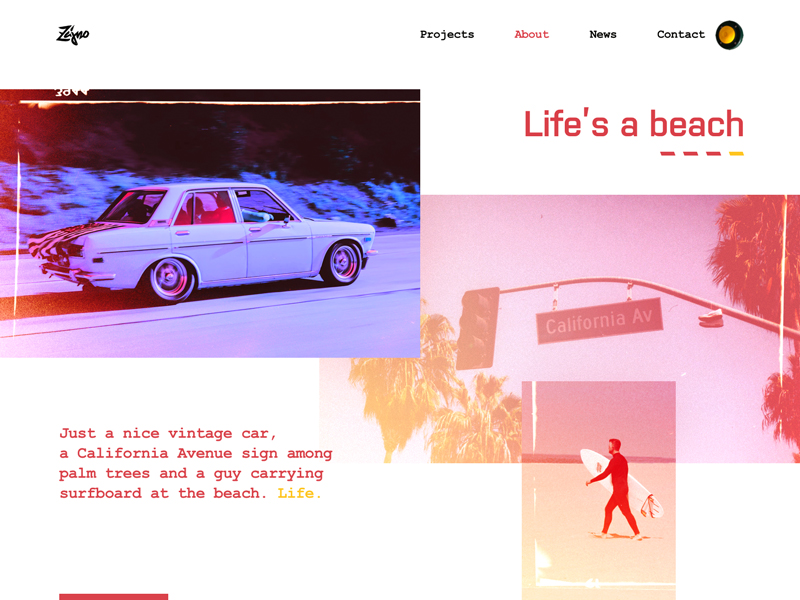 Zigmo
Projects About News Contact
Life's a beach
California Av
Just a nice vintage car,
a California Avenue sign among
palm trees and a guy carrying
surfboard at the beach. Life.